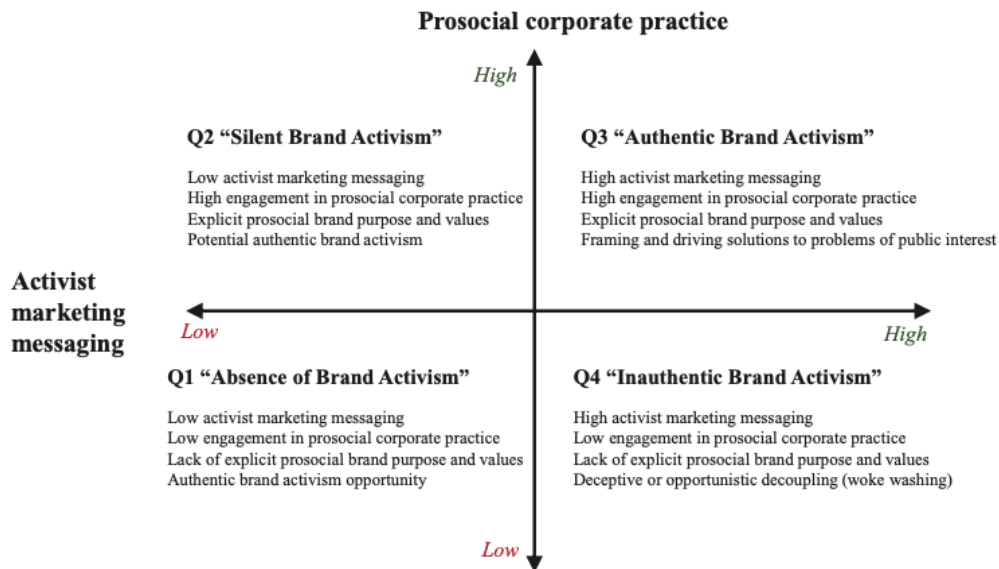 Prosocial corporate practice
High
Q2 “Silent Brand Activism”
Low activist marketing messaging
High engagement in prosocial corporate practice
Explicit prosocial brand purpose and values
Potential authentic brand activism
Q3 “Authentic Brand Activism”
High activist marketing messaging
High engagement in prosocial corporate practice
Explicit prosocial brand purpose and values
Framing and driving solutions to problems of public interest
Activist
marketing
messaging
Low
High
Q1 “Absence of Brand Activism”
Low activist marketing messaging
Low engagement in prosocial corporate practice
Lack of explicit prosocial brand purpose and values
Authentic brand activism opportunity
Q4 “Inauthentic Brand Activism”
High activist marketing messaging
Low engagement in prosocial corporate practice
Lack of explicit prosocial brand purpose and values
Deceptive or opportunistic decoupling (woke washing)
Low